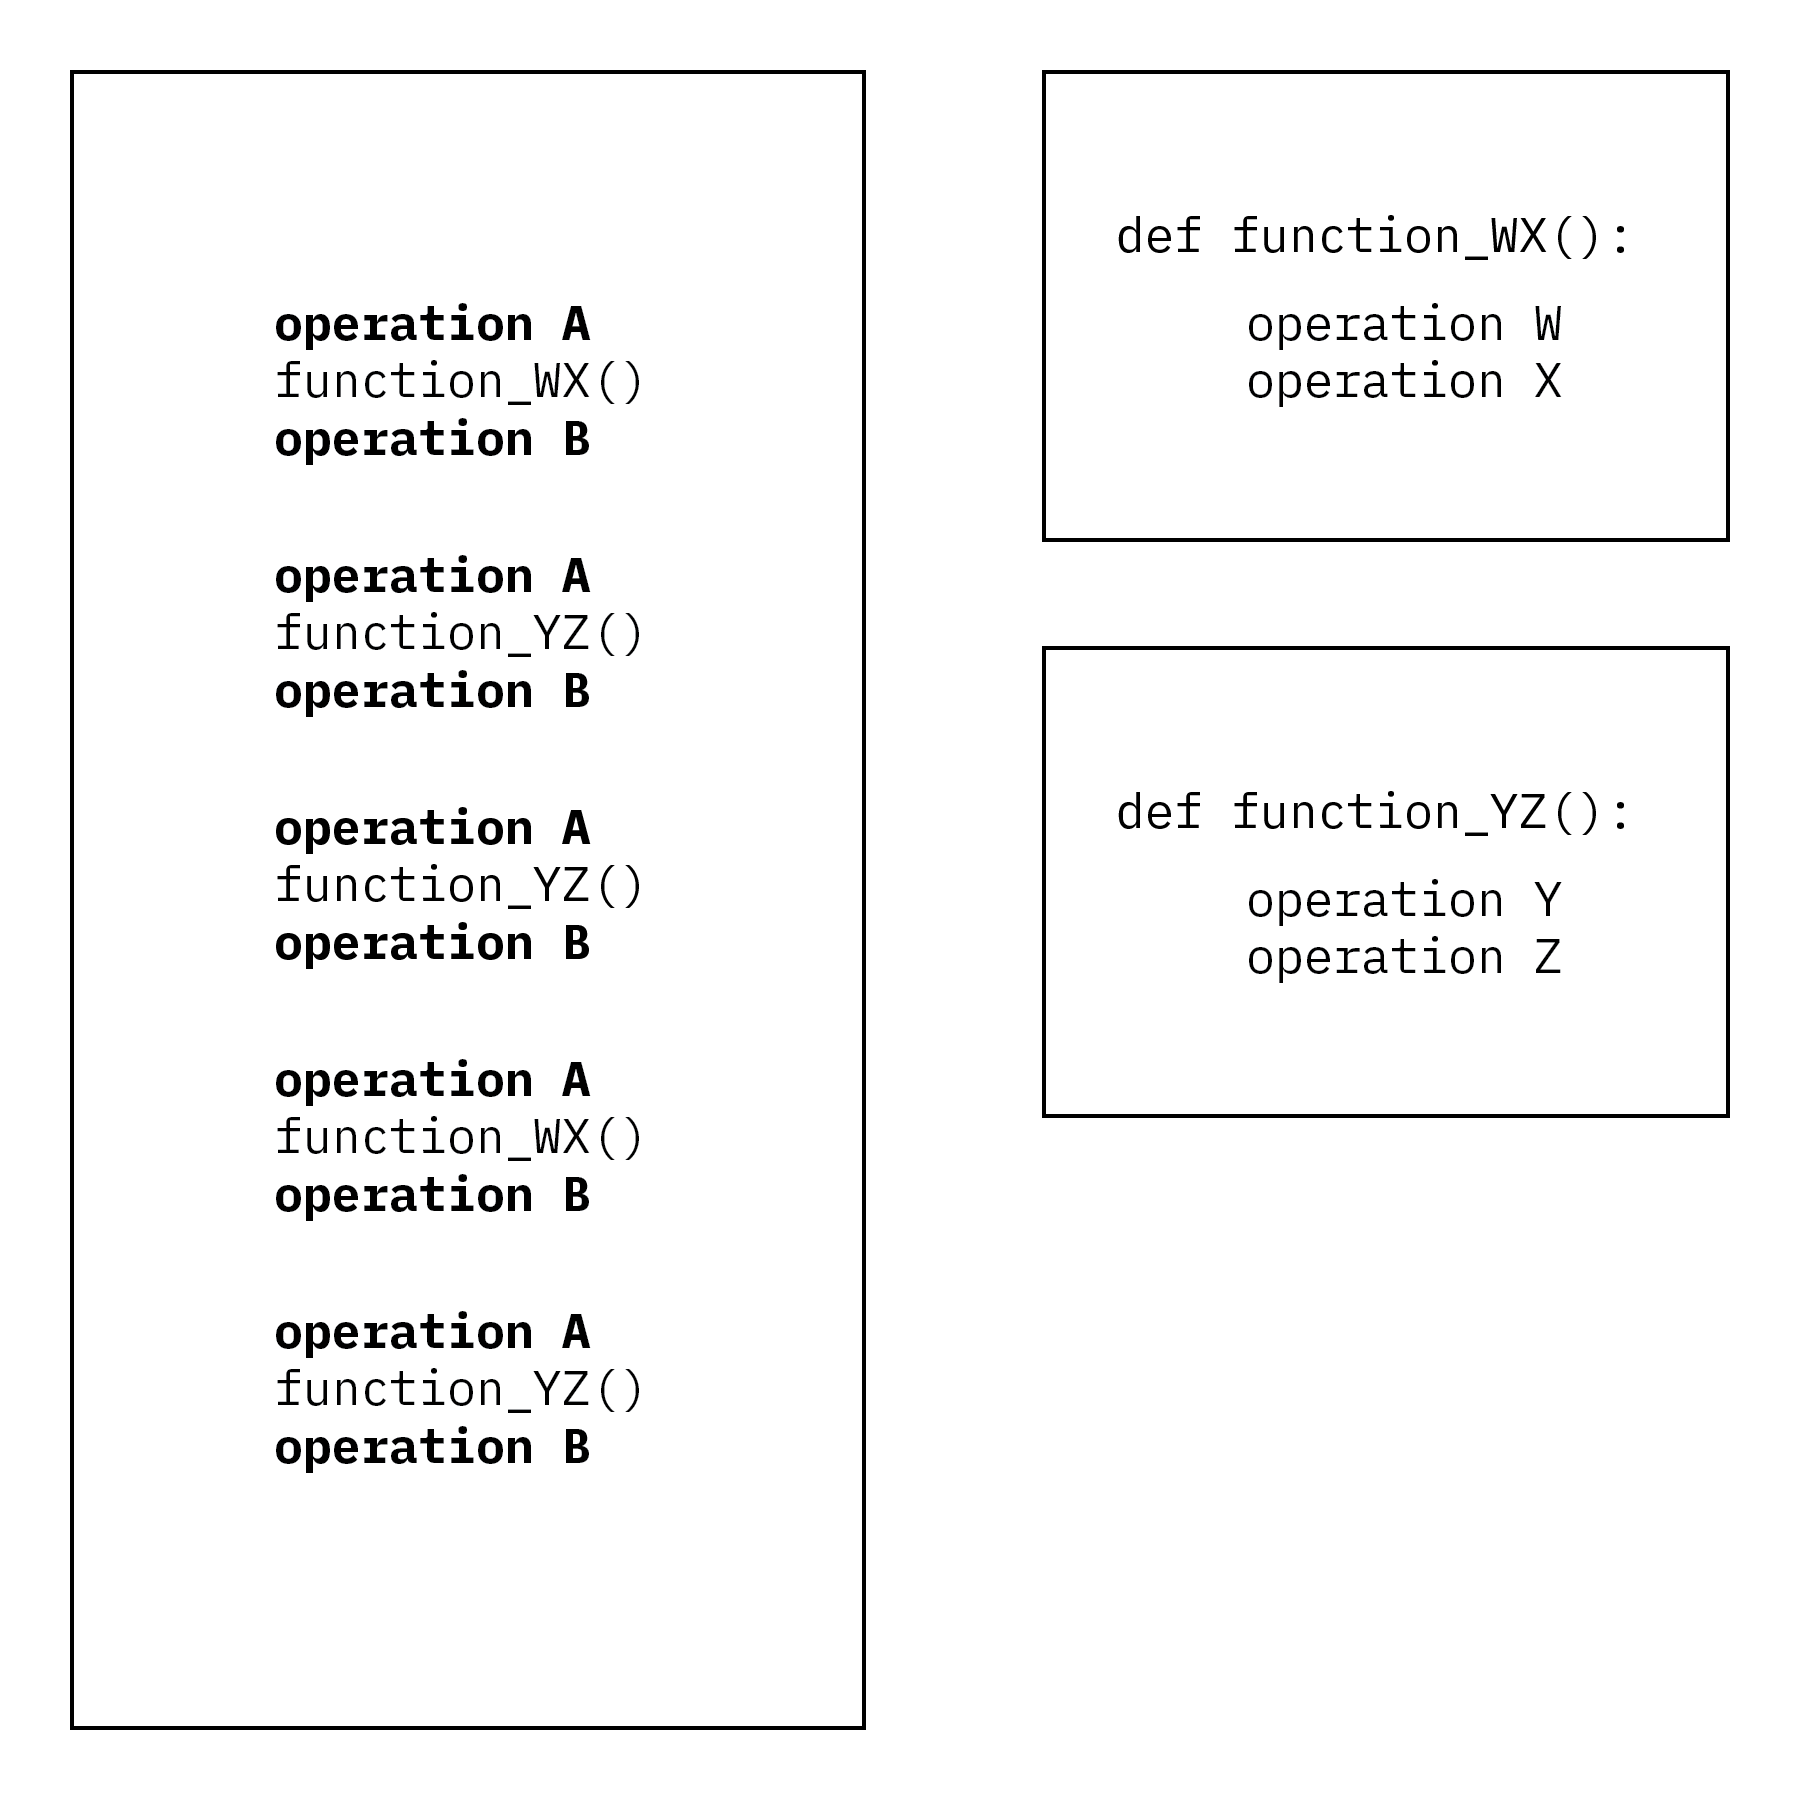 operation A
function_WX()
operation B
operation A
function_YZ()
operation B
operation A
function_YZ()
operation B
operation A
function_WX()
operation B
operation A
function_YZ()
operation B
def function_WX():
operation W
operation X
def function_YZ():
operation Y
operation Z